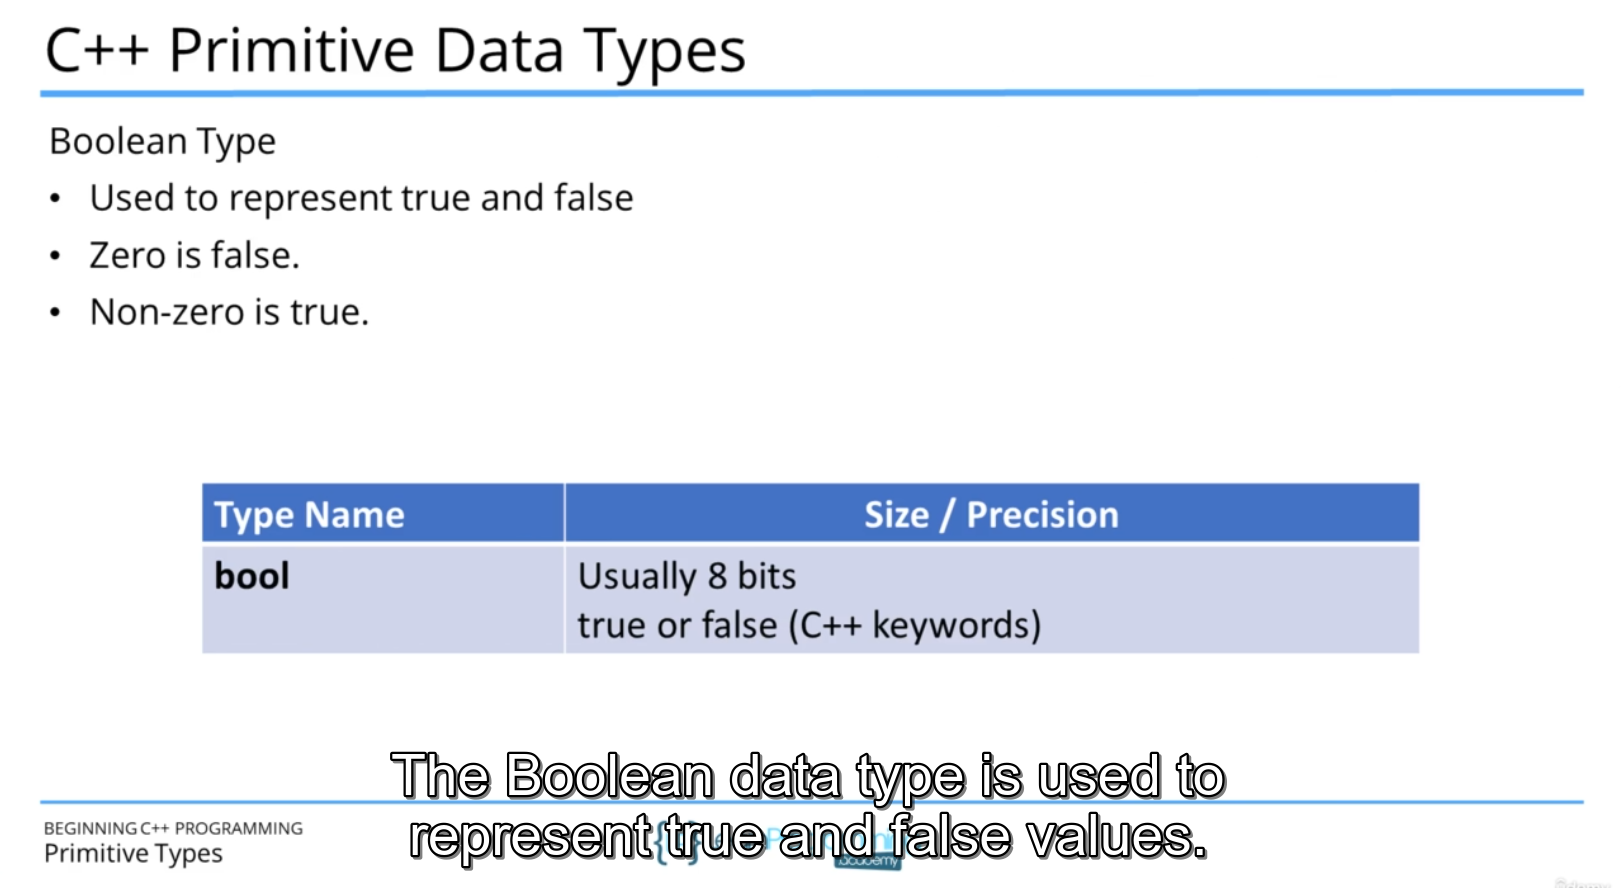 C++ Primitive Data Types
Boolean Type
• Used to represent true and false
• Zero is false.
• Non-zero is true.
Type Name Size / Precision
bool Usually 8 bits
true or false (C++ keywords)
The Boolean data type is used to
represent true and false values.
BEGINNING C++ PROGRAMMING
Primitive Types
academy